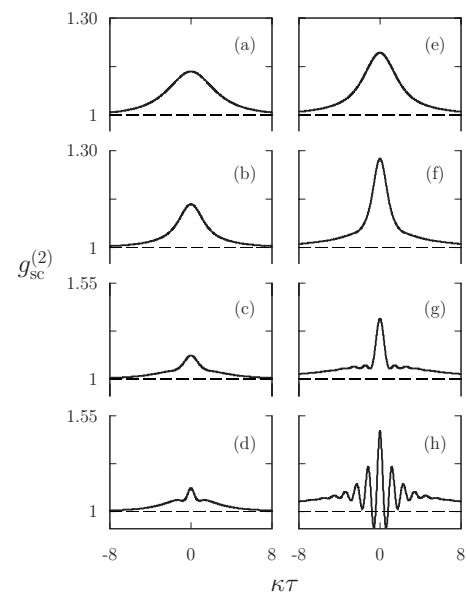 1.30
(a)
(e)
1
1.30
(b)
(f)
1
g_sc^(2)
1.55
(c)
(g)
1
1.55
(d)
(h)
1
-8 0 8 -8 0 8
κτ